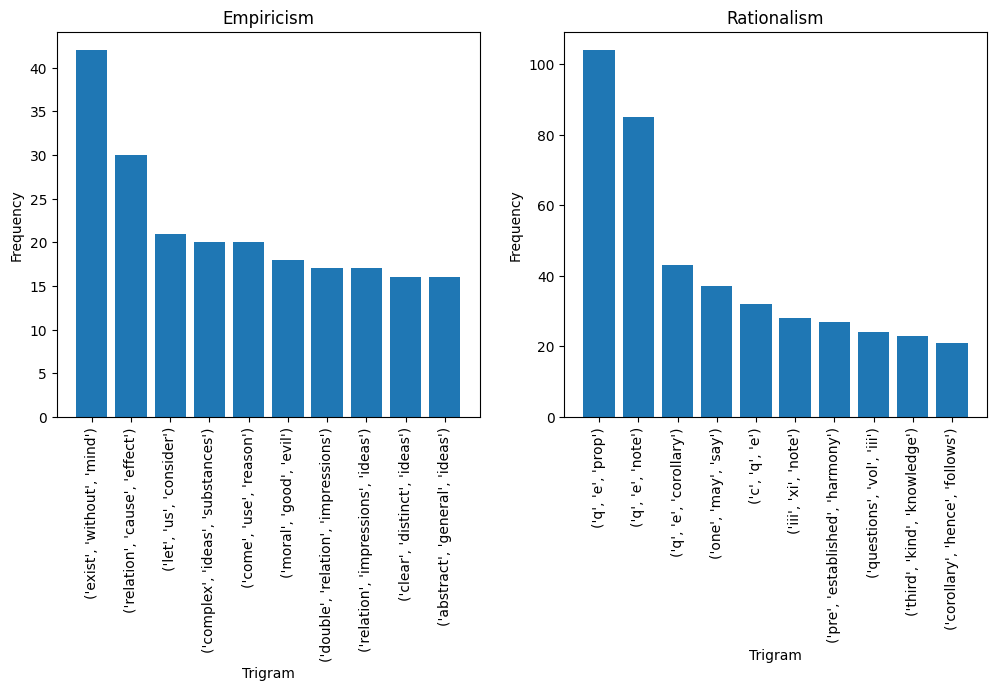 Empiricism
Frequency
40
35
30
25
20
15
10
5
0
('exist', 'without', 'mind')
('relation', 'cause', 'effect')
('let', 'us', 'consider')
('complex', 'ideas', 'substances')
('come', 'use', 'reason')
('moral', 'good', 'evil')
('double', 'relation', 'impressions')
('relation', 'impressions', 'ideas')
('clear', 'distinct', 'ideas')
('abstract', 'general', 'ideas')
Trigram
Rationalism
Frequency
100
80
60
40
20
0
('q', 'e', 'prop')
('q', 'e', 'note')
('q', 'e', 'corollary')
('one', 'may', 'say')
('c', 'q', 'e')
('iii', 'xi', 'note')
('pre', 'established', 'harmony')
('questions', 'vol', 'iii')
('third', 'kind', 'knowledge')
('corollary', 'hence', 'follows')
Trigram